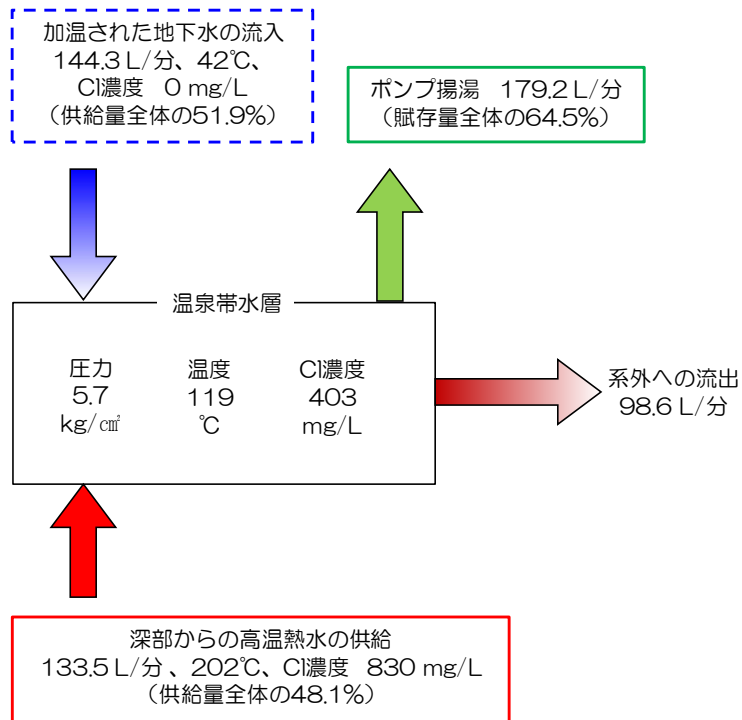 加温された地下水の流入
144.3 L/分、42℃、
Cl濃度 0 mg/L
（供給量全体の51.9%）
ポンプ揚湯 179.2 L/分
（賦存量全体の64.5%）
温泉帯水層
圧力 温度 Cl濃度
5.7 119 403
kg/㎠ ℃ mg/L
系外への流出
98.6 L/分
深部からの高温熱水の供給
133.5 L/分 、202℃、Cl濃度 830 mg/L
（供給量全体の48.1%）